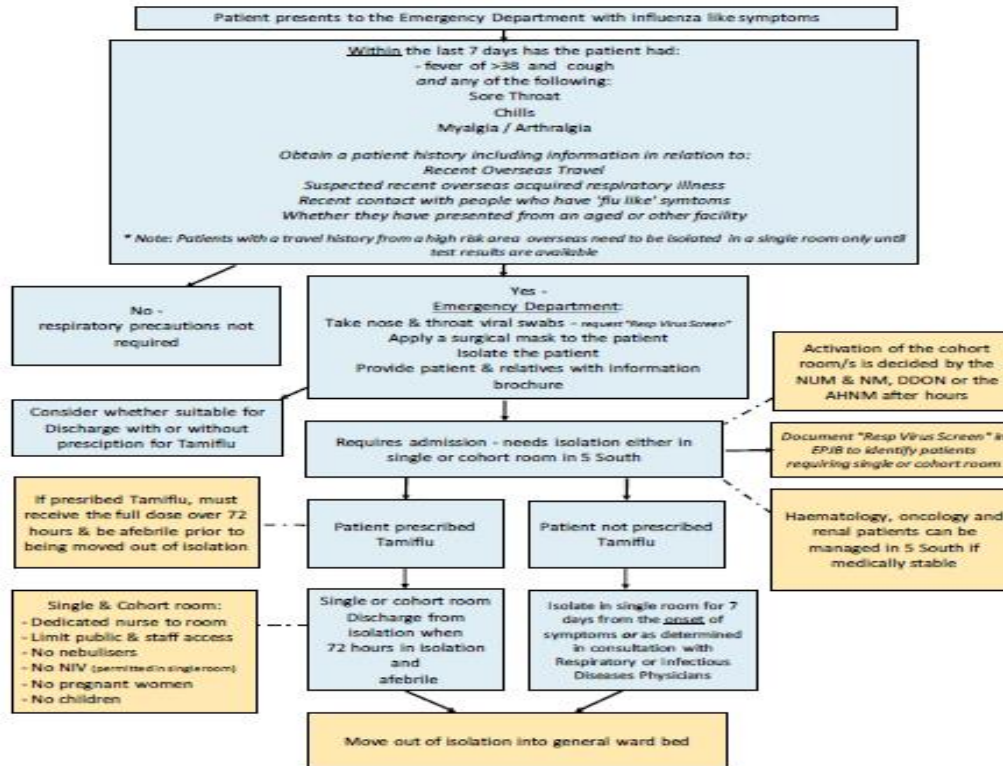 Patient presents to the Emergency Department with influenza like symptoms
Within the last 7 days has the patient had:
- fever of >38 and cough
and any of the following:
Sore Throat
Chills
Myalgia / Arthralgia
Obtain a patient history including information in relation to:
Recent Overseas Travel
Suspected recent overseas acquired respiratory illness
Recent contact with people who have 'flu like' symtoms
Whether they have presented from an aged or other facility
* Note: Patients with a travel history from a high risk area overseas need to be isolated in a single room only until
test results are available
No -
respiratory precautions not
required
Yes -
Emergency Department:
Take nose & throat viral swabs - request "Resp Virus Screen"
Apply a surgical mask to the patient
Isolate the patient
Provide patient & relatives with information
brochure
Activation of the cohort
room/s is decided by the
NUM & NM, DDON or the
AHNM after hours
Consider whether suitable for
Discharge with or without
presciption for Tamiflu
Requires admission - needs isolation either in
single or cohort room in 5 South
Document "Resp Virus Screen" in
EPJB to identify patients
requiring single or cohort room
If presribed Tamiflu, must
receive the full dose over 72
hours & be afebrile prior to
being moved out of isolation
Patient prescribed
Tamiflu
Patient not prescribed
Tamiflu
Haematology, oncology and
renal patients can be
managed in 5 South if
medically stable
Single & Cohort room:
- Dedicated nurse to room
- Limit public & staff access
- No nebulisers
- No NIV (permitted in single room)
- No pregnant women
- No children
Single or cohort room
Discharge from
isolation when
72 hours in isolation
and
afebrile
Isolate in single room for 7
days from the onset of
symptoms or as determined
in consultation with
Respiratory or Infectious
Diseases Physicians
Move out of isolation into general ward bed